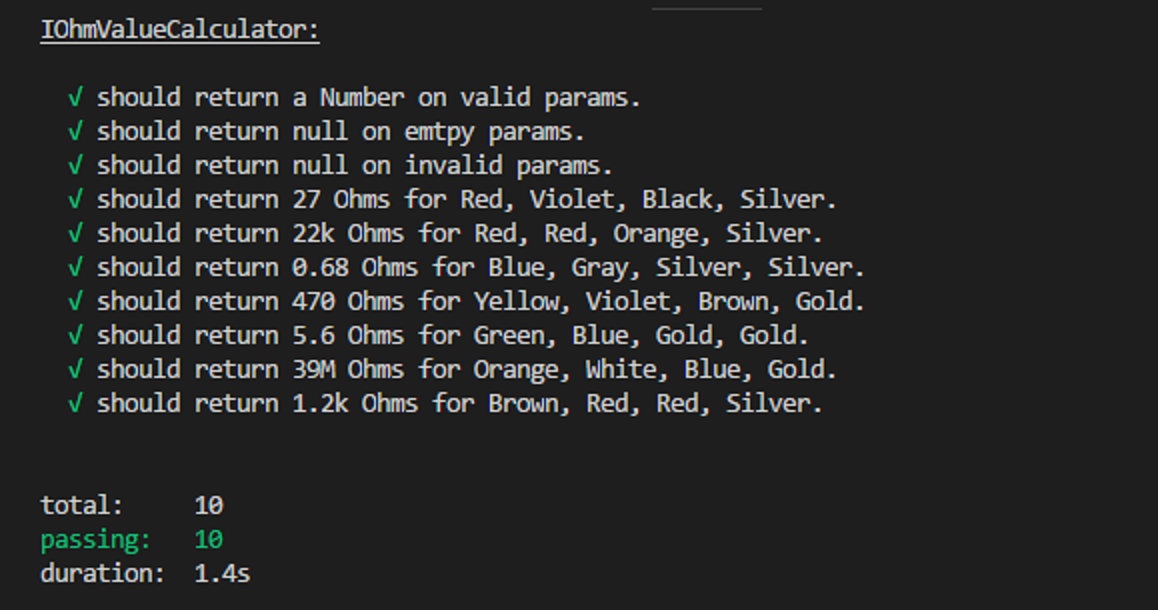 IOhmValueCalculator:
√ should return a Number on valid params.
√ should return null on emtpy params.
√ should return null on invalid params.
√ should return 27 Ohms for Red, Violet, Black, Silver.
√ should return 22k Ohms for Red, Red, Orange, Silver.
√ should return 0.68 Ohms for Blue, Gray, Silver, Silver.
√ should return 470 Ohms for Yellow, Violet, Brown, Gold.
√ should return 5.6 Ohms for Green, Blue, Gold, Gold.
√ should return 39M Ohms for Orange, White, Blue, Gold.
√ should return 1.2k Ohms for Brown, Red, Red, Silver.
total: 10
passing: 10
duration: 1.4s